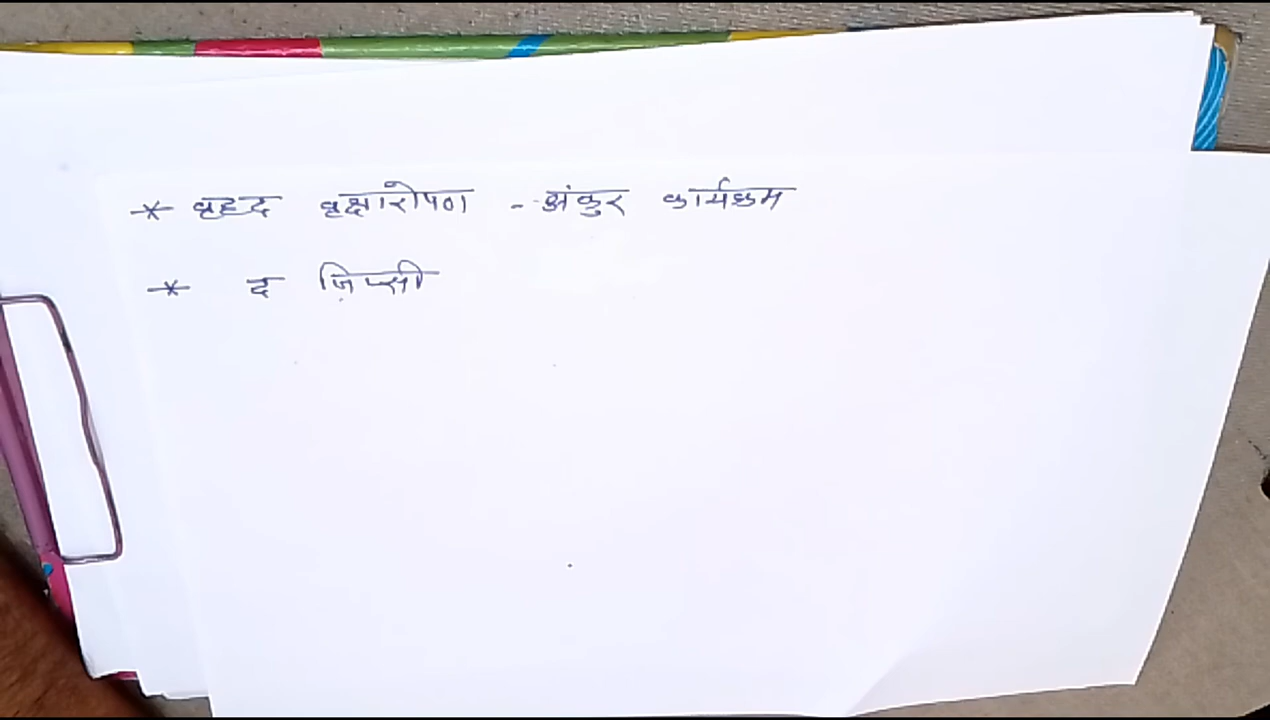 * वृहद वृक्षारोपण - अंकुर कार्यक्रम
* द ज़िप्सी